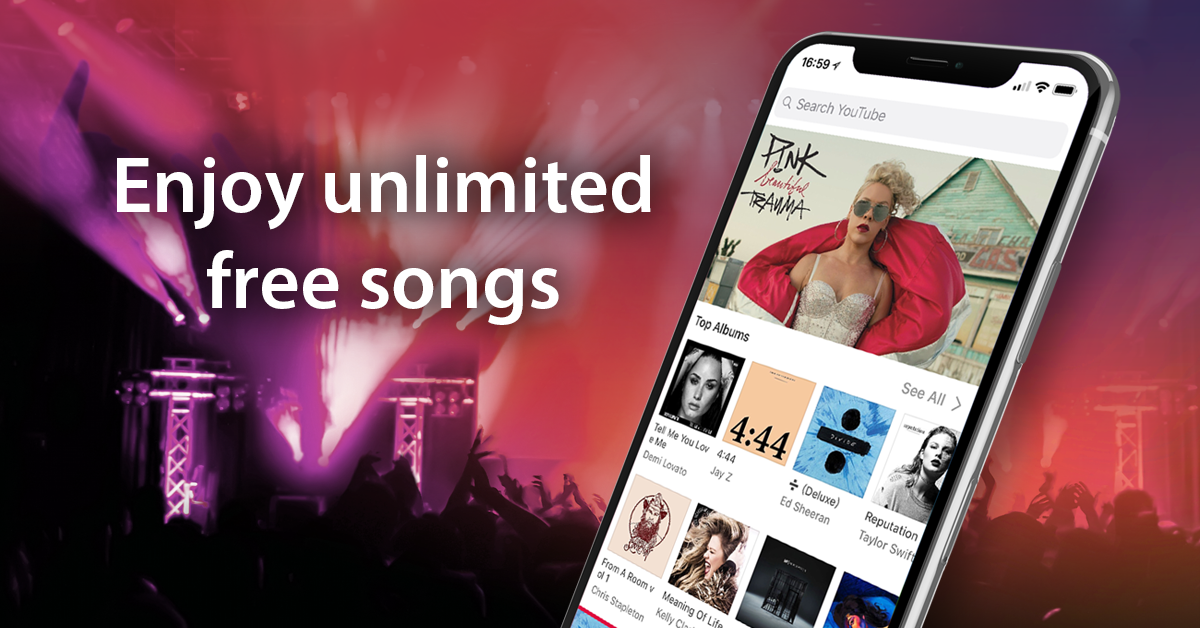 Enjoy unlimited
free songs
16:59
Search YouTube
P!NK
beautiful
TRAUMA
Top Albums
See All
Tell Me You Lov
e Me
Demi Lovato
4:44
4:44
Jay Z
DIVIDE
÷ (Deluxe)
Ed Sheeran
Reputation
Taylor Swift
From A Room v
ol 1
Chris Stapleton
Meaning Of Life
Kelly Cla